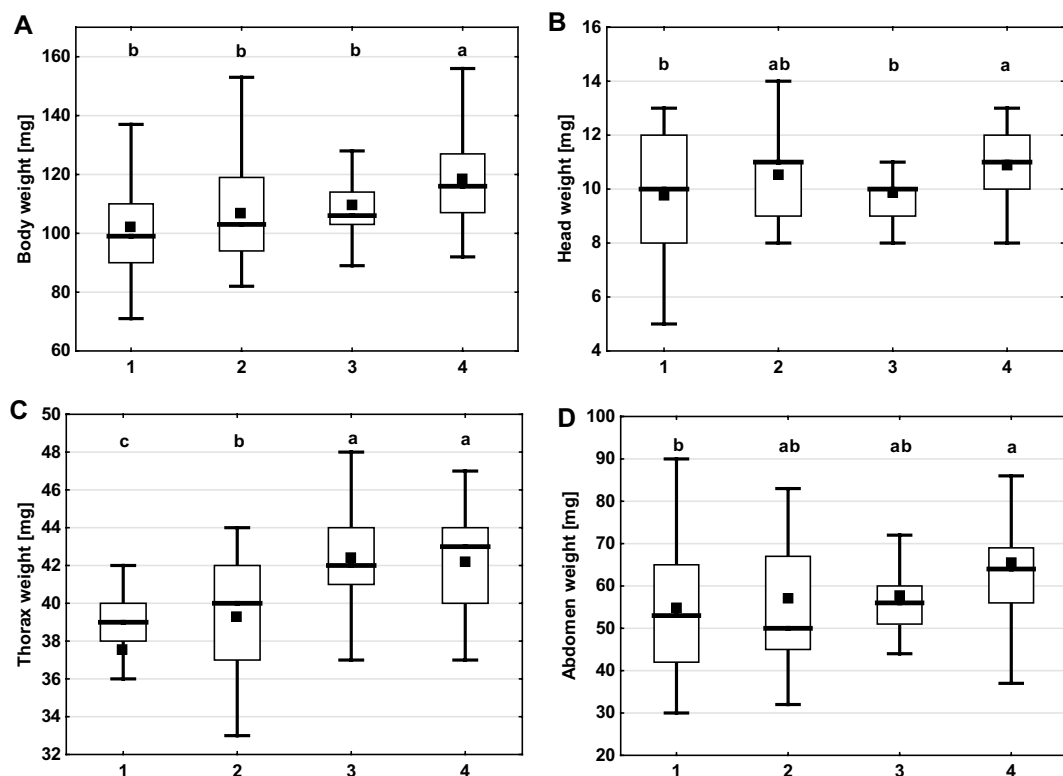 A
Body weight [mg]
160
140
120
100
80
60
b b b a
1 2 3 4
B
Head weight [mg]
16
14
12
10
8
6
4
b ab b a
1 2 3 4
C
Thorax weight [mg]
50
48
46
44
42
40
38
36
34
32
c b a a
1 2 3 4
D
Abdomen weight [mg]
100
90
80
70
60
50
40
30
20
b ab ab a
1 2 3 4